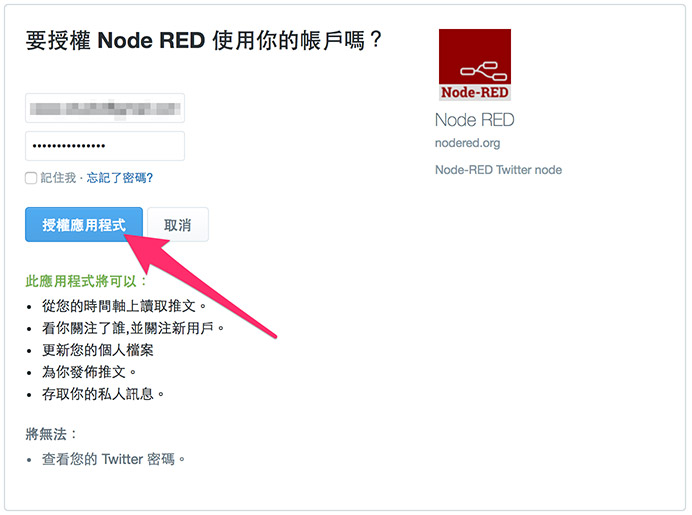 要授權 Node RED 使用你的帳戶嗎？
記住我 · 忘記了密碼?
授權應用程式 取消
此應用程式將可以：
• 從您的時間軸上讀取推文。
• 看你關注了誰,並關注新用戶。
• 更新您的個人檔案
• 為你發佈推文。
• 存取你的私人訊息。
將無法：
• 查看您的 Twitter 密碼。
Node-RED
Node RED
nodered.org
Node-RED Twitter node